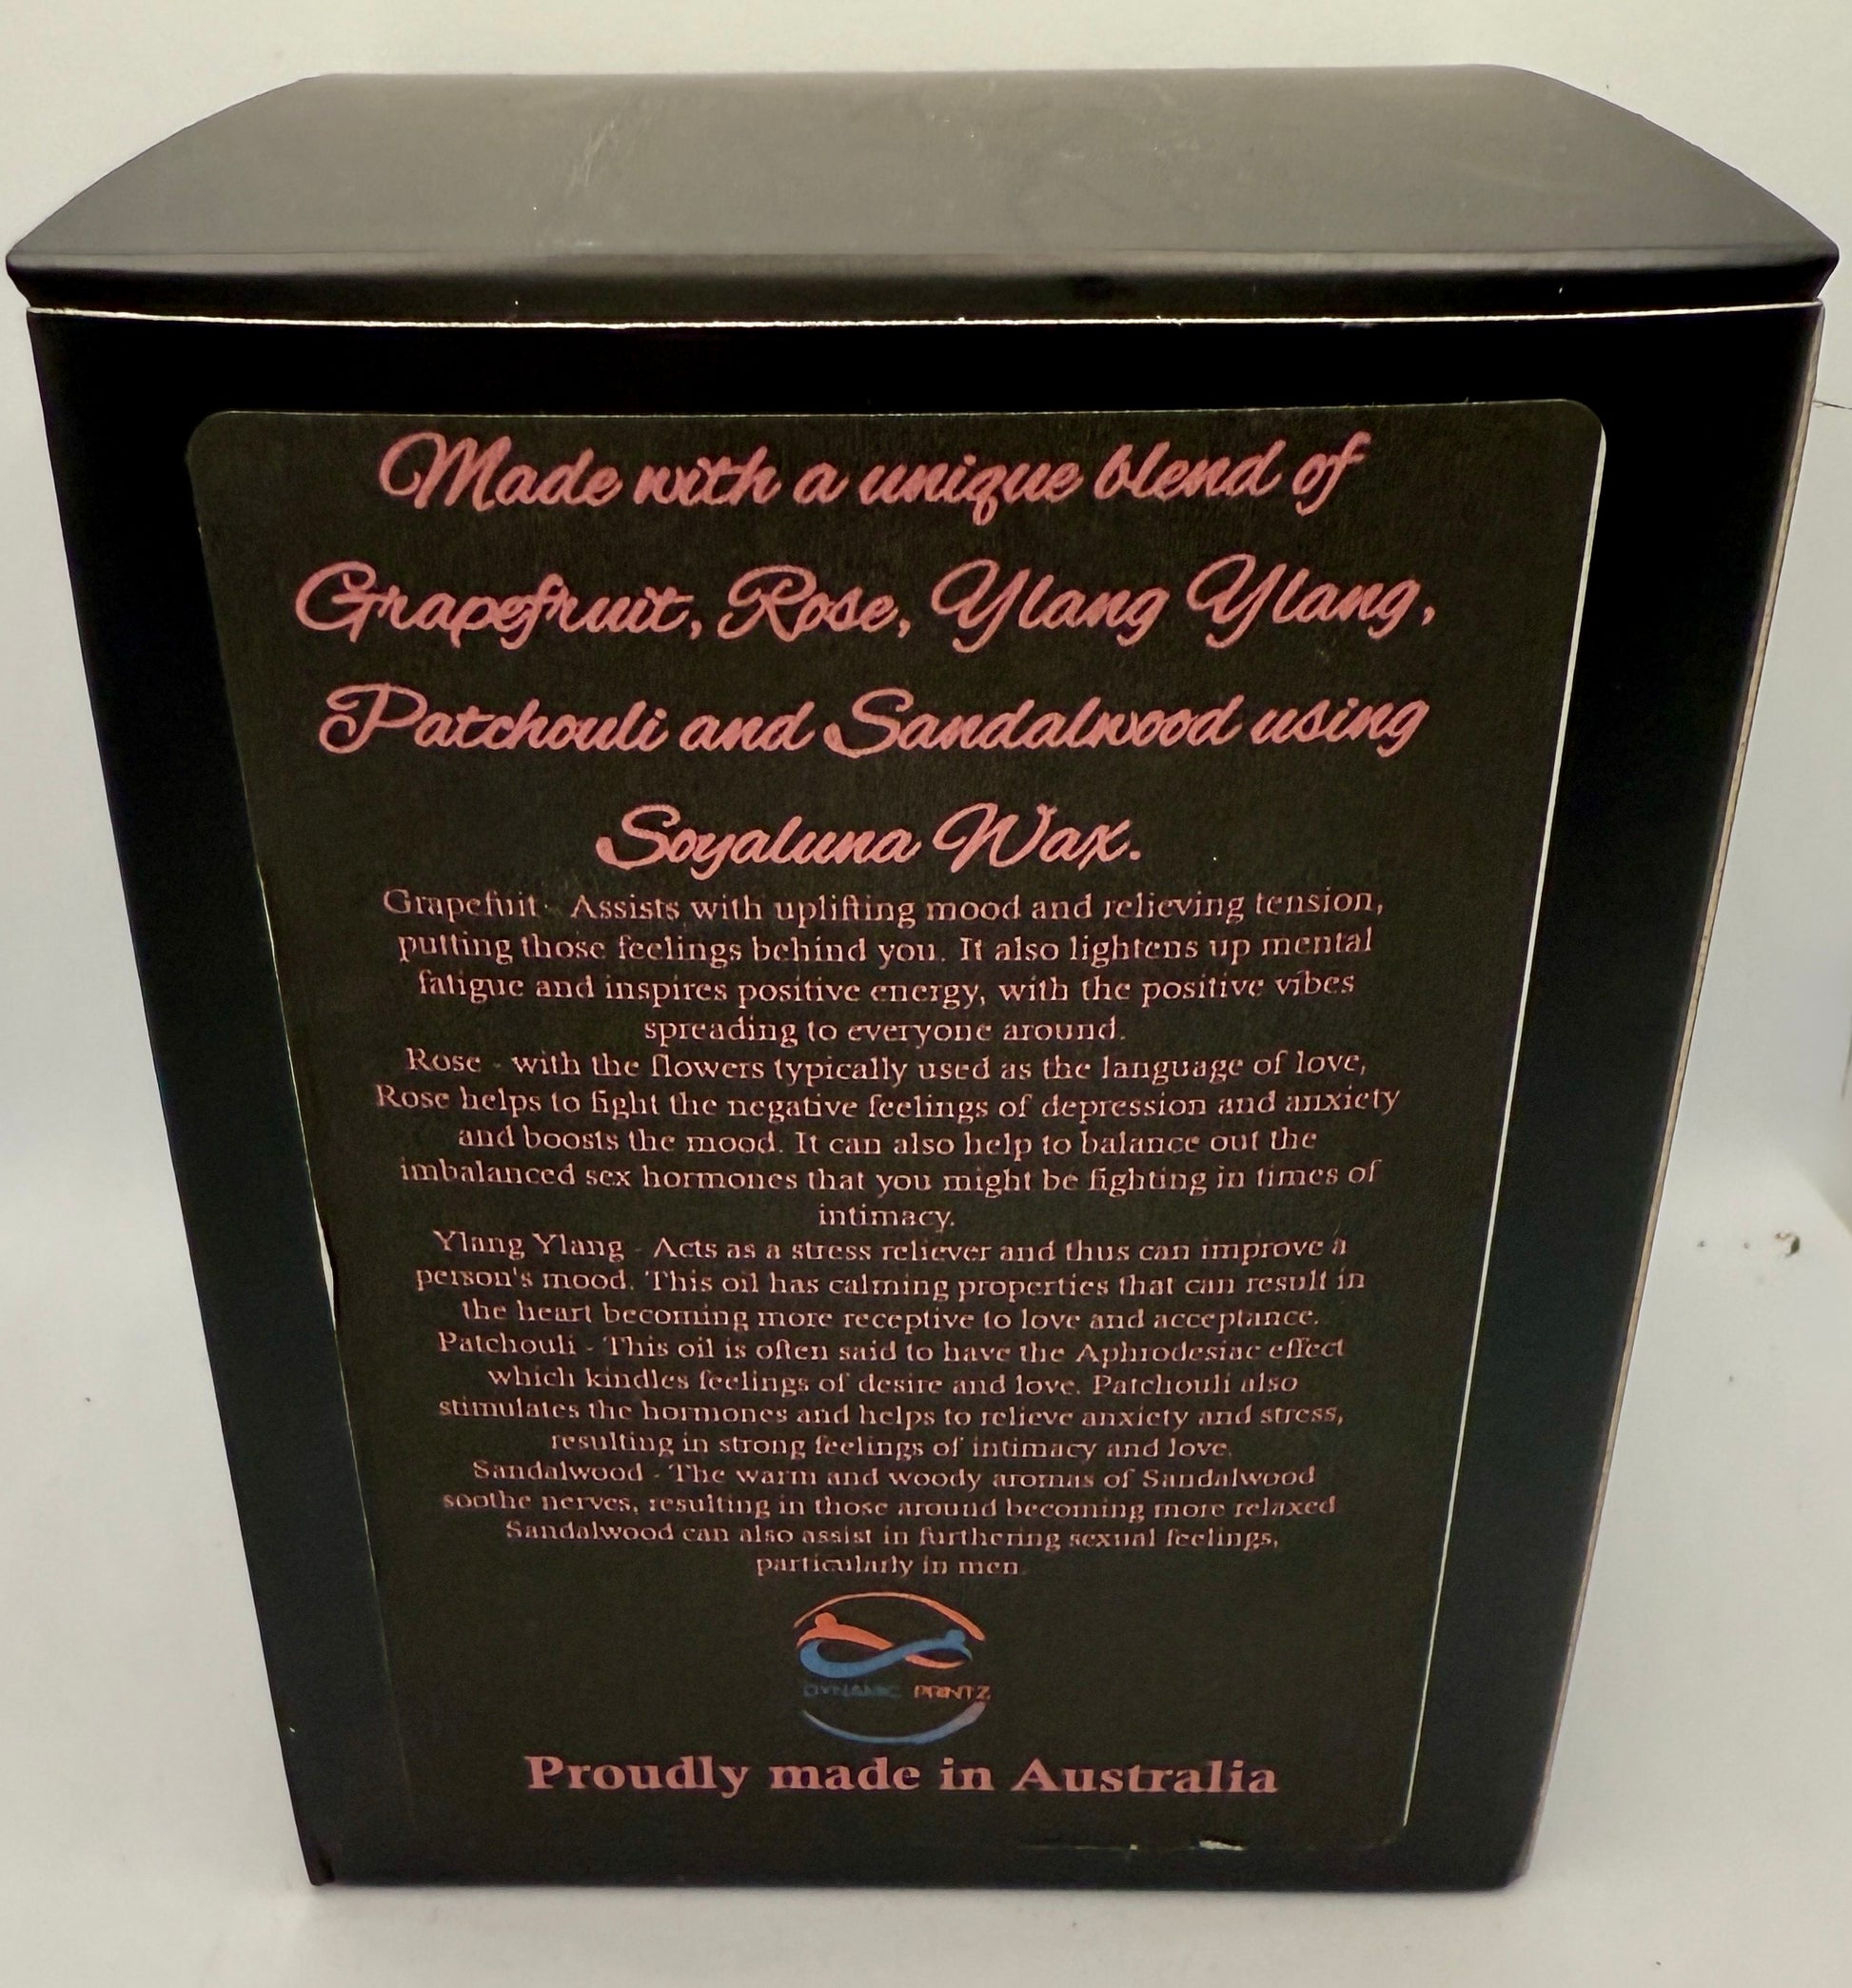 Made with a unique blend of
Grapefruit, Rose, Ylang Ylang,
Patchouli and Sandalwood using
Soyaluna Wax.
Grapefuit - Assists with uplifting mood and relieving tension,
putting those feelings behind you. It also lightens up mental
fatigue and inspires positive energy, with the positive vibes
spreading to everyone around.
Rose - with the flowers typically used as the language of love,
Rose helps to fight the negative feelings of depression and anxiety
and boosts the mood. It can also help to balance out the
imbalanced sex hormones that you might be fighting in times of
intimacy.
Ylang Ylang - Acts as a stress reliever and thus can improve a
person's mood. This oil has calming properties that can result in
the heart becoming more receptive to love and acceptance.
Patchouli - This oil is often said to have the Aphrodesiac effect
which kindles feelings of desire and love. Patchouli also
stimulates the hormones and helps to relieve anxiety and stress,
resulting in strong feelings of intimacy and love.
Sandalwood - The warm and woody aromas of Sandalwood
soothe nerves, resulting in those around becoming more relaxed.
Sandalwood can also assist in furthering sexual feelings,
particularly in men.
DYNAMIC PRINTZ
Proudly made in Australia